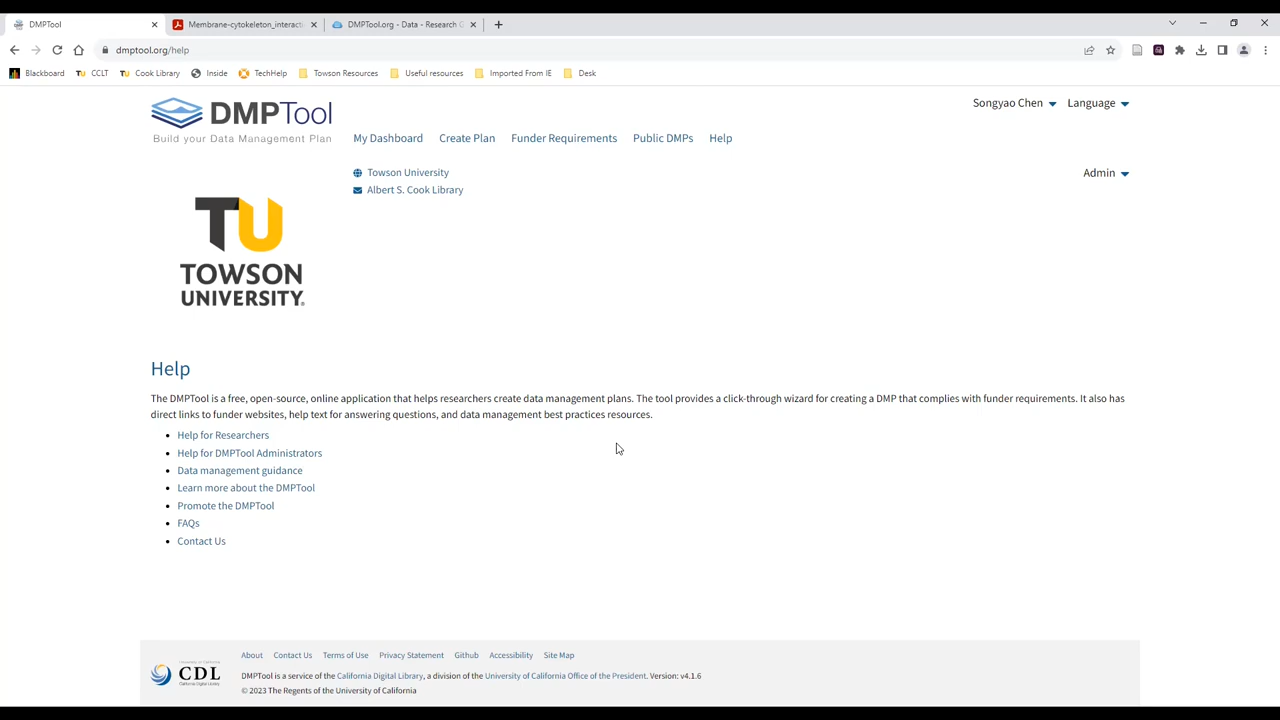 DMPTool
Membrane-cytokeleton_interacti
DMPTool.org - Data - Research G
dmptool.org/help
Blackboard
CCLT
Cook Library
Inside
TechHelp
Towson Resources
Useful resources
Imported From IE
Desk
DMPTool
Build your Data Management Plan
Songyao Chen
Language
My Dashboard
Create Plan
Funder Requirements
Public DMPs
Help
Towson University
Albert S. Cook Library
Admin
TU
TOWSON
UNIVERSITY.
Help
The DMPTool is a free, open-source, online application that helps researchers create data management plans. The tool provides a click-through wizard for creating a DMP that complies with funder requirements. It also has
direct links to funder websites, help text for answering questions, and data management best practices resources.
Help for Researchers
Help for DMPTool Administrators
Data management guidance
Learn more about the DMPTool
Promote the DMPTool
FAQs
Contact Us
About
Contact Us
Terms of Use
Privacy Statement
Github
Accessibility
Site Map
University of California
CDL
California Digital Library
DMPTool is a service of the California Digital Library, a division of the University of California Office of the President. Version: v4.1.6
© 2023 The Regents of the University of California